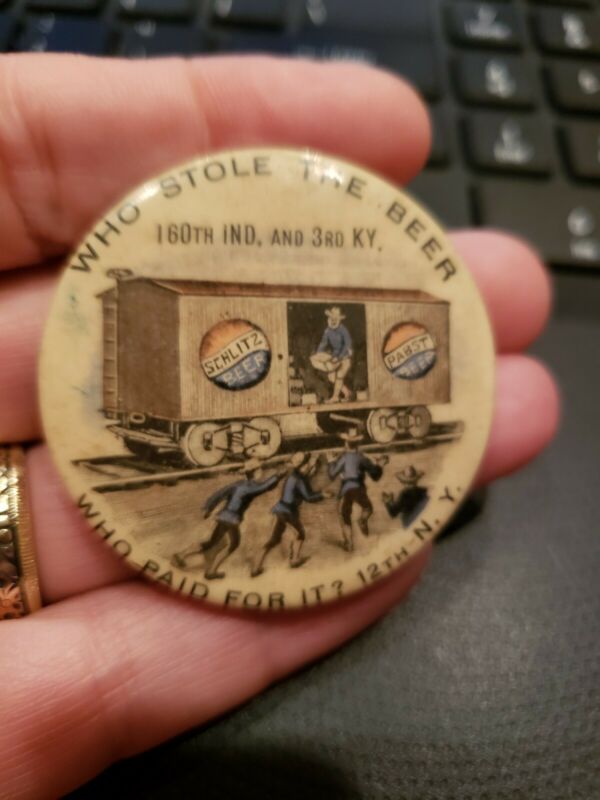 WHO STOLE THE BEER
160TH IND, AND 3RD KY.
SCHLITZ
BEER
PABST
BEER
WHO PAID FOR IT? 12TH N.Y.